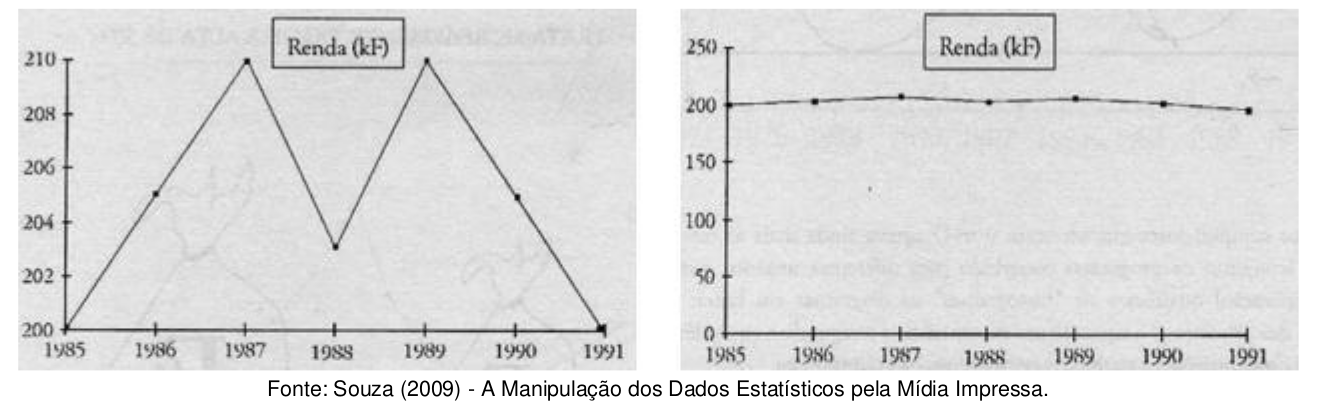 Renda (kF)
210
208
206
204
202
200
1985 1986 1987 1988 1989 1990 1991
Renda (kF)
250
200
150
100
50
0
1985 1986 1987 1988 1989 1990 1991
Fonte: Souza (2009) - A Manipulação dos Dados Estatísticos pela Mídia Impressa.